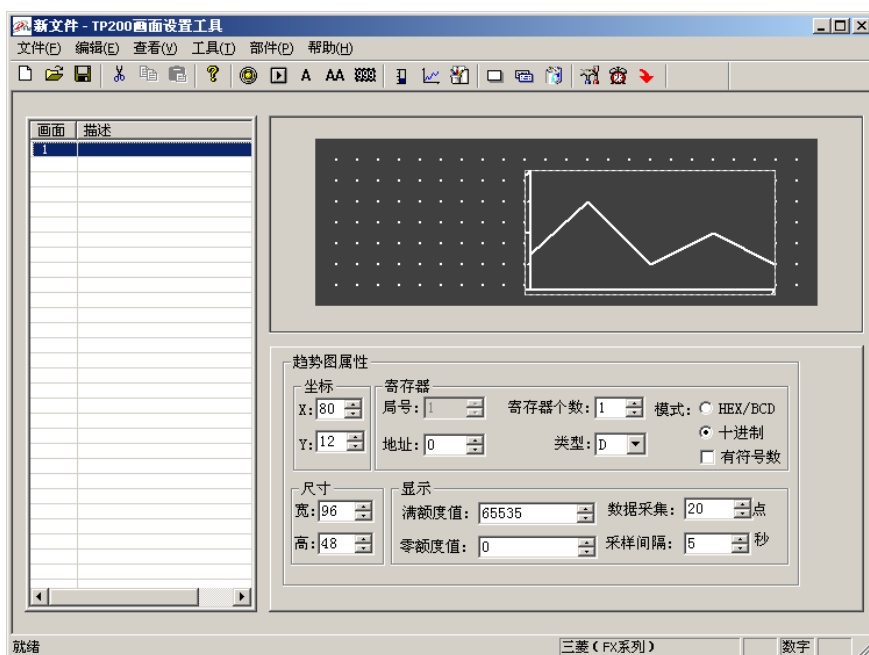 新文件 - TP200画面设置工具
文件(F) 编辑(E) 查看(V) 工具(T) 部件(P) 帮助(H)
A AA
画面 描述
1
趋势图属性
坐标
X: 80
Y: 12
寄存器
局号: 1 寄存器个数: 1 模式: HEX/BCD
十进制
地址: 0 类型: D
有符号数
尺寸
宽: 96
高: 48
显示
满额度值: 65535 数据采集: 20 点
零额度值: 0 采样间隔: 5 秒
就绪 三菱(FX系列) 数字